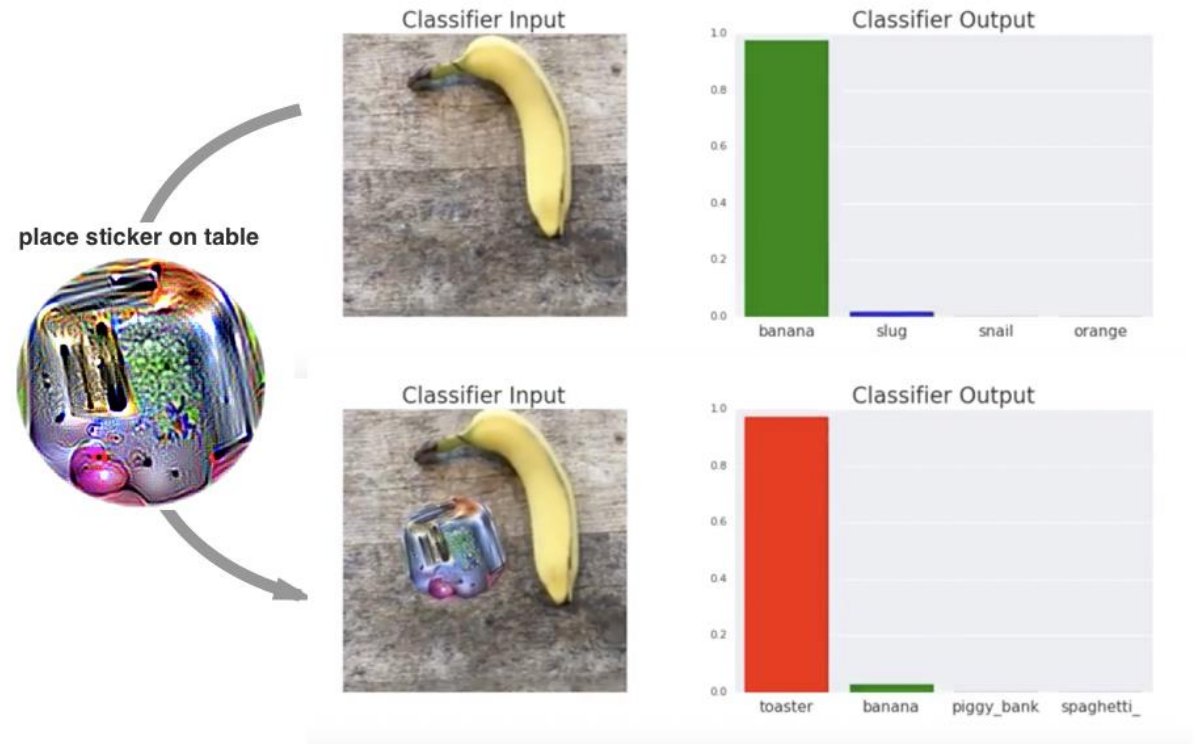 Classifier Input
Classifier Output
1.0
0.8
0.6
0.4
0.2
0.0
banana slug snail orange
place sticker on table
Classifier Input
Classifier Output
1.0
0.8
0.6
0.4
0.2
0.0
toaster banana piggy_bank spaghetti_